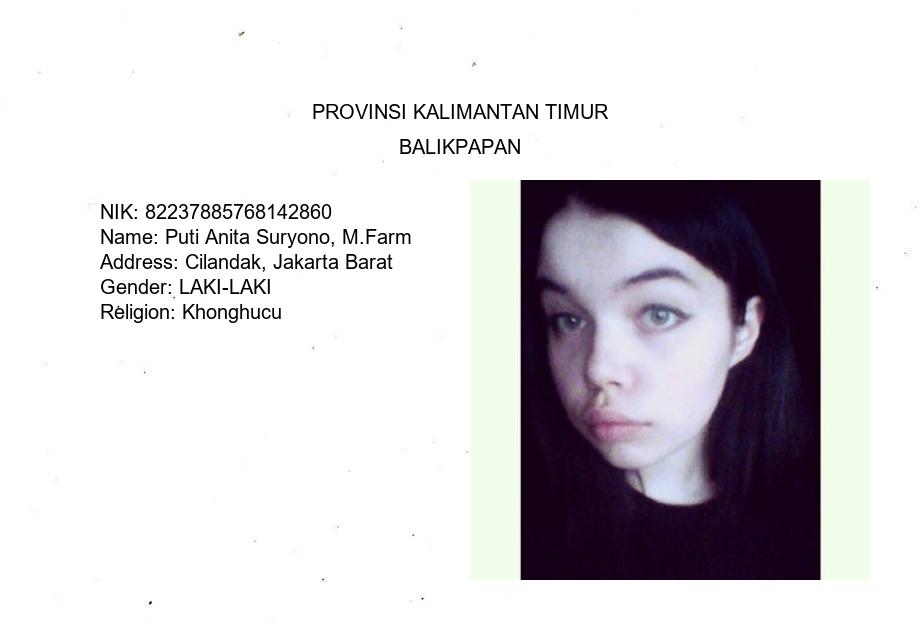 PROVINSI KALIMANTAN TIMUR
BALIKPAPAN
NIK: 82237885768142860
Name: Puti Anita Suryono, M.Farm
Address: Cilandak, Jakarta Barat
Gender: LAKI-LAKI
Religion: Khonghucu